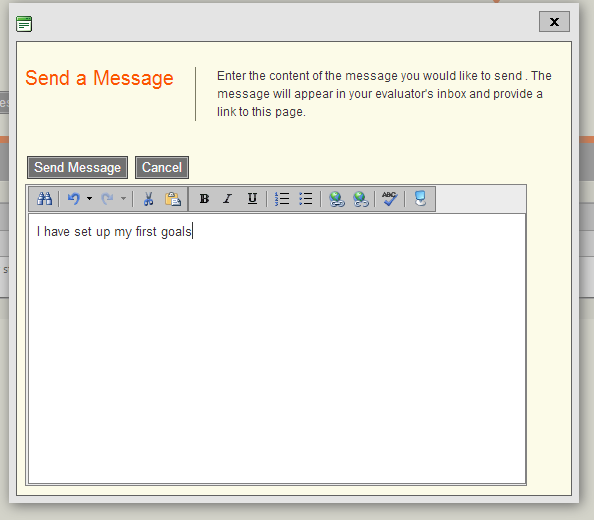 x
Send a Message
Enter the content of the message you would like to send . The
message will appear in your evaluator's inbox and provide a
link to this page.
Send Message Cancel
B I U ABC
I have set up my first goals